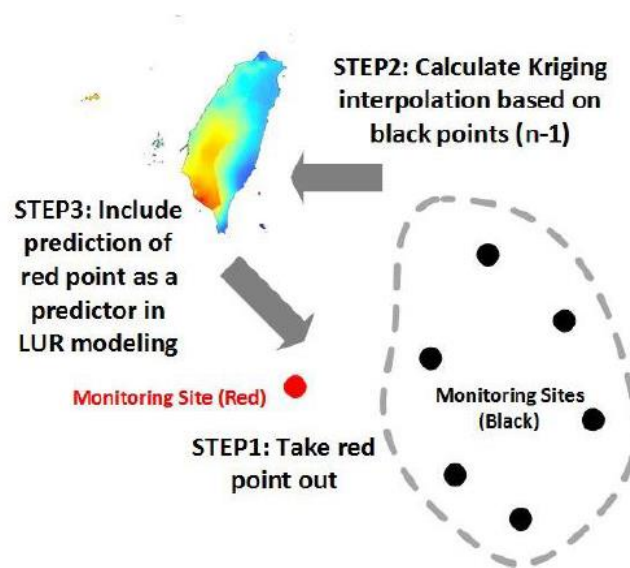 STEP2: Calculate Kriging
interpolation based on
black points (n-1)
STEP3: Include
prediction of
red point as a
predictor in
LUR modeling
Monitoring Site (Red)
Monitoring Sites
(Black)
STEP1: Take red
point out